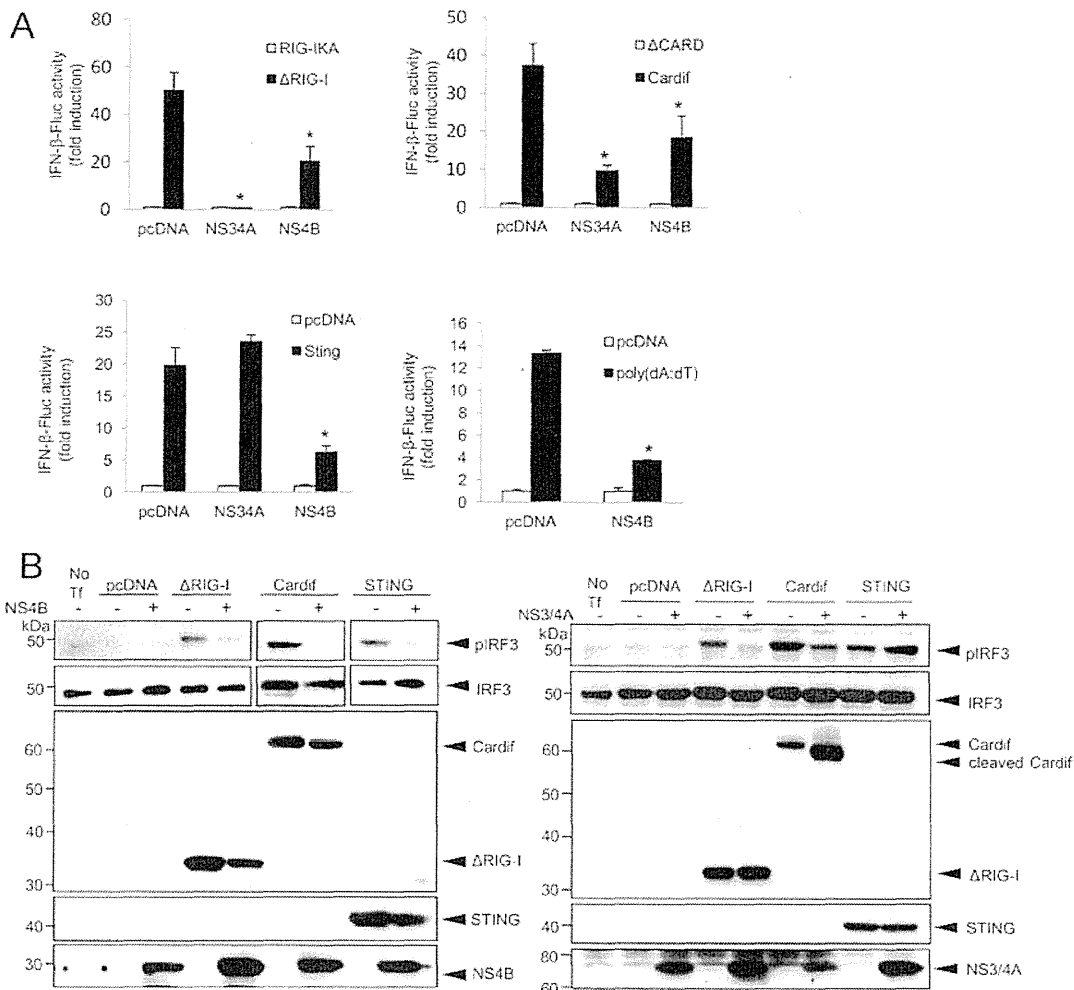 A
IFN-β-Fluc activity
(fold induction)
80
60
40
20
0
RIG-IKA
ΔRIG-I
*
*
pcDNA NS34A NS4B
IFN-β-Fluc activity
(fold induction)
50
40
30
20
10
0
ΔCARD
Cardif
*
*
pcDNA NS34A NS4B
IFN-β-Fluc activity
(fold induction)
30
25
20
15
10
5
0
pcDNA
Sting
*
pcDNA NS34A NS4B
IFN-β-Fluc activity
(fold induction)
16
14
12
10
8
6
4
2
0
pcDNA
poly(dA:dT)
*
pcDNA NS4B
B
No
Tf pcDNA ΔRIG-I Cardif STING
NS4B - - + - + - + - +
kDa
50 pIRF3
50 IRF3
60 Cardif
50
40
ΔRIG-I
30
STING
40
30 NS4B
No
Tf pcDNA ΔRIG-I Cardif STING
NS3/4A - - + - + - + - +
kDa
50 pIRF3
50 IRF3
60 Cardif
cleaved Cardif
50
40
ΔRIG-I
30
40 STING
80
NS3/4A
60